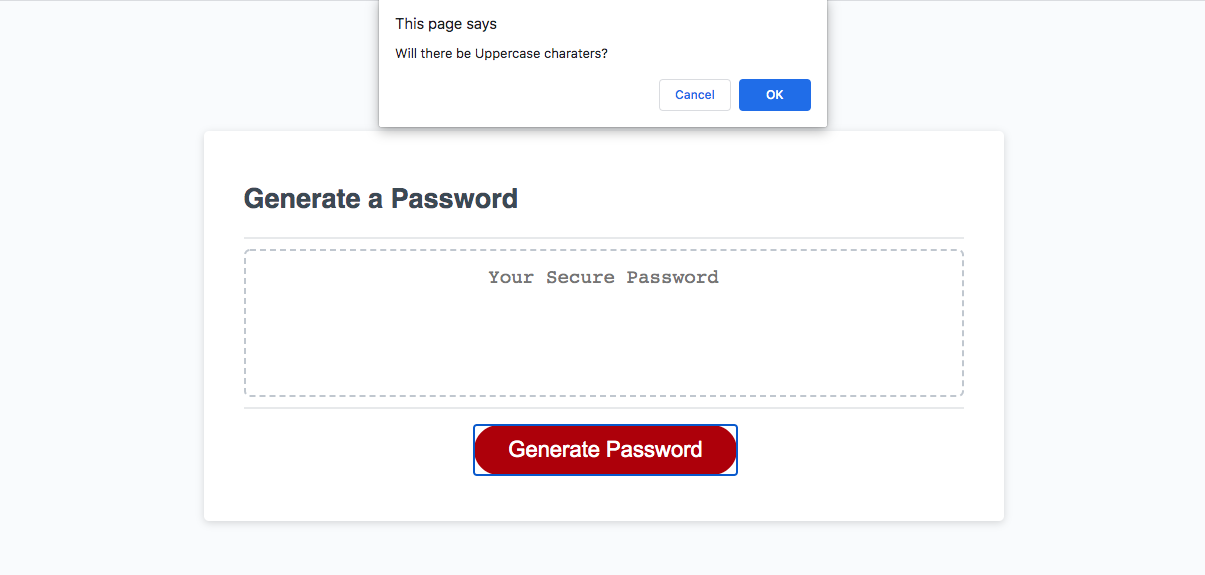 This page says
Will there be Uppercase charaters?
Cancel OK
Generate a Password
Your Secure Password
Generate Password